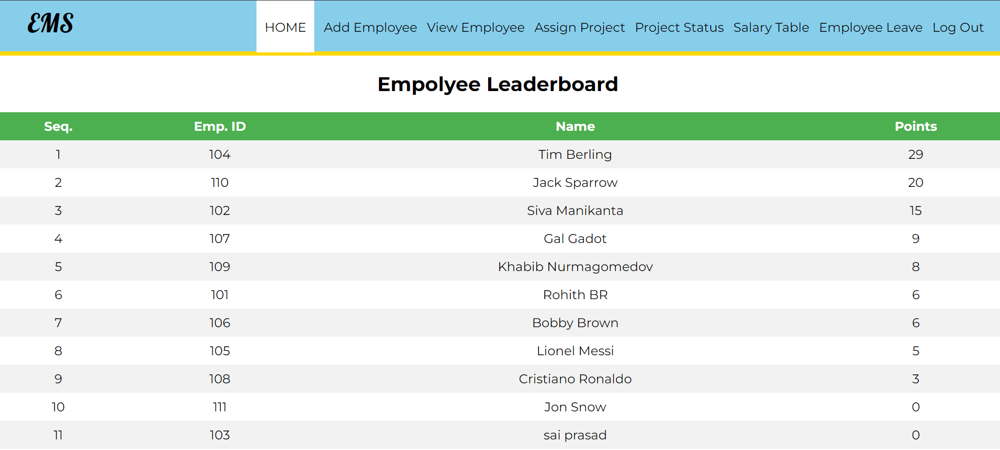 EMS HOME Add Employee View Employee Assign Project Project Status Salary Table Employee Leave Log Out
Empolyee Leaderboard
Seq. Emp. ID Name Points
1 104 Tim Berling 29
2 110 Jack Sparrow 20
3 102 Siva Manikanta 15
4 107 Gal Gadot 9
5 109 Khabib Nurmagomedov 8
6 101 Rohith BR 6
7 106 Bobby Brown 6
8 105 Lionel Messi 5
9 108 Cristiano Ronaldo 3
10 111 Jon Snow 0
11 103 sai prasad 0